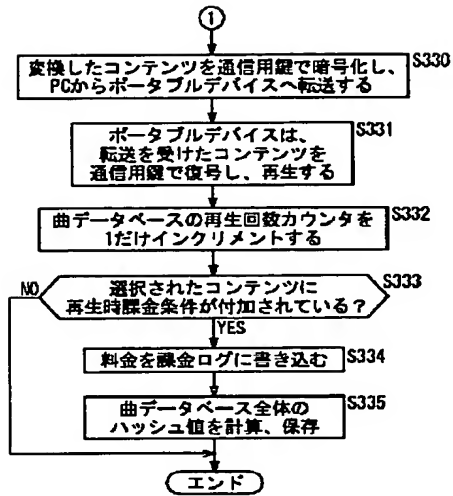 1
変換したコンテンツを通信用鍵で暗号化し、
PCからポータブルデバイスへ転送する
S330
ポータブルデバイスは、
転送を受けたコンテンツを
通信用鍵で復号し、再生する
S331
曲データベースの再生回数カウンタを
1だけインクリメントする
S332
選択されたコンテンツに
再生時課金条件が付加されている？
S333
NO
YES
料金を課金ログに書き込む
S334
曲データベース全体の
ハッシュ値を計算、保存
S335
エンド